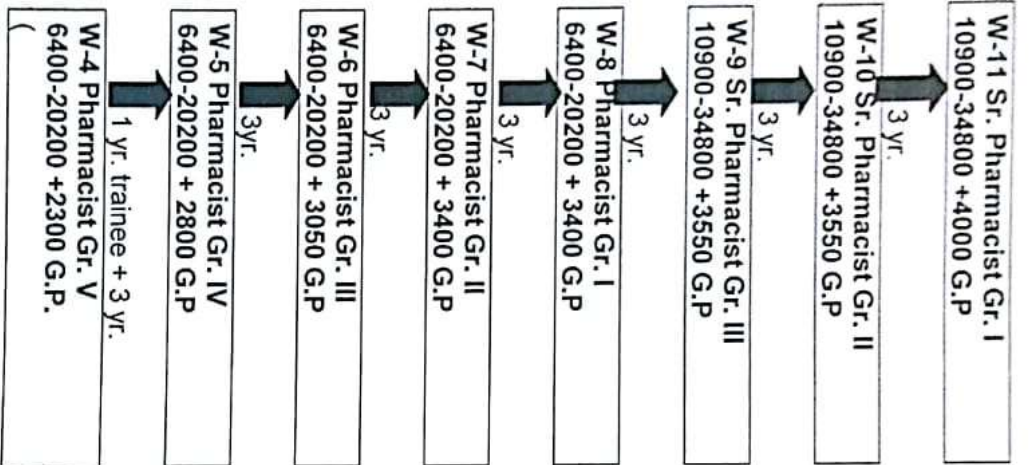 W-11 Sr. Pharmacist Gr. I
10900-34800 +4000 G.P
3 yr.
W-10 Sr. Pharmacist Gr. II
10900-34800 +3550 G.P
3 yr.
W-9 Sr. Pharmacist Gr. III
10900-34800 +3550 G.P
3 yr.
W-8 Pharmacist Gr. I
6400-20200 + 3400 G.P
3 yr.
W-7 Pharmacist Gr. II
6400-20200 + 3400 G.P
3 yr.
W-6 Pharmacist Gr. III
6400-20200 + 3050 G.P
3yr.
W-5 Pharmacist Gr. IV
6400-20200 + 2800 G.P
1 yr. trainee + 3 yr.
W-4 Pharmacist Gr. V
6400-20200 +2300 G.P.
(